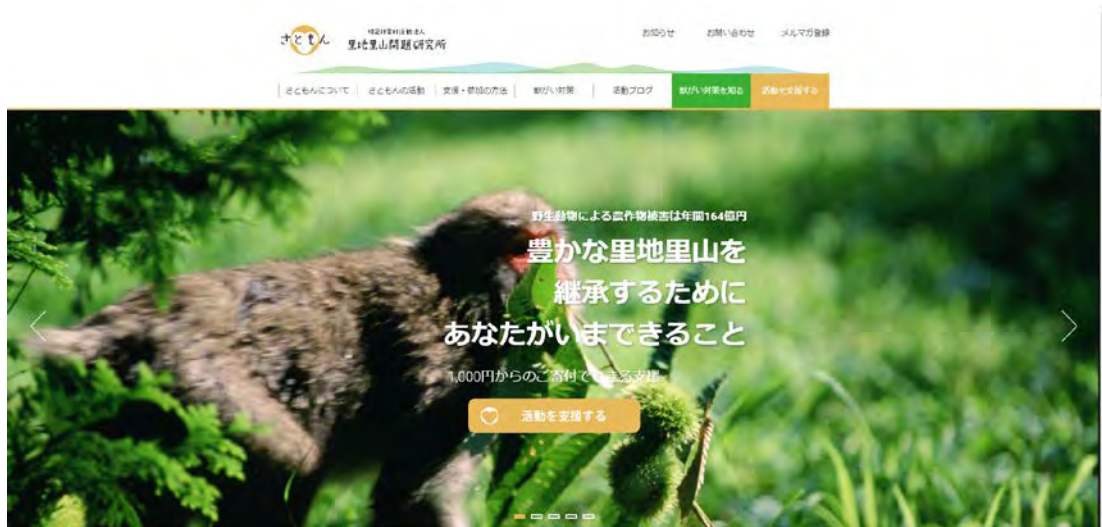 さともん
特定非営利活動法人
里地里山問題研究所
お知らせ
お問い合わせ
メルマガ登録
さともんについて
さともんの活動
支援・参加の方法
獣がい対策
活動ブログ
獣がい対策を知る
活動を支援する
野生動物による農作物被害は年間164億円
豊かな里地里山を
継承するために
あなたがいまできること
1,000円からのご寄付でできる支援
活動を支援する